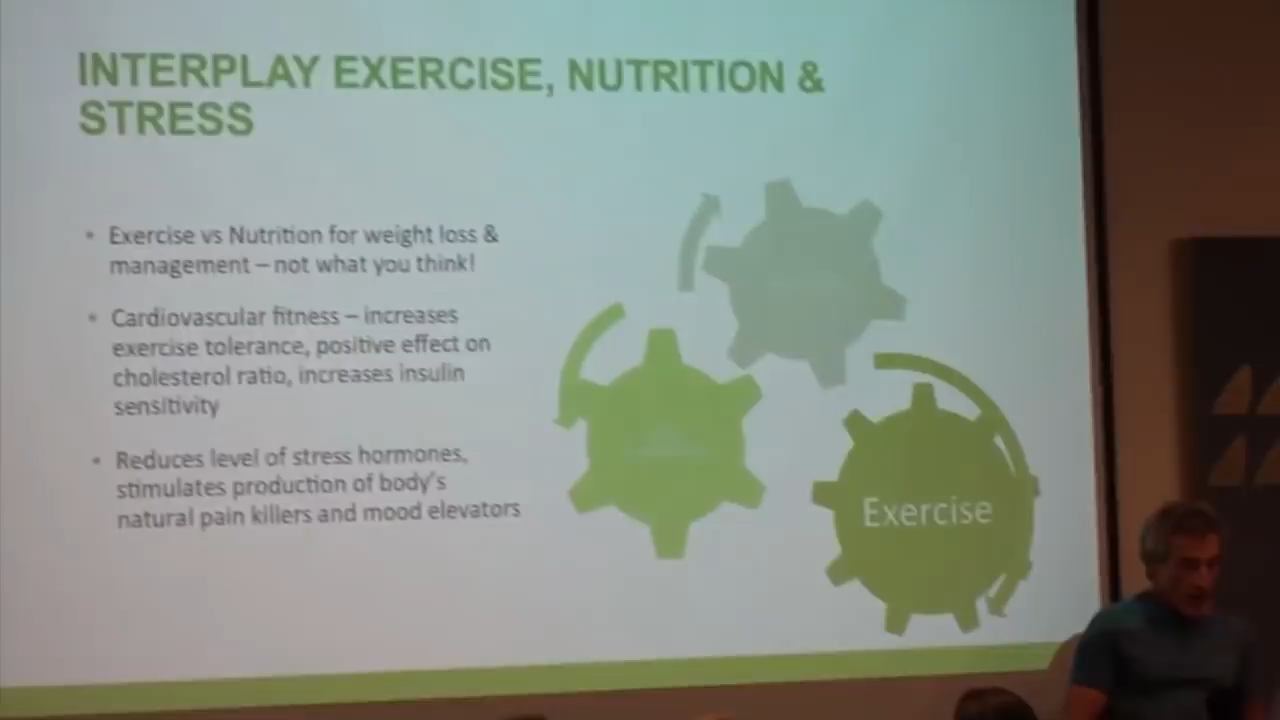 INTERPLAY EXERCISE, NUTRITION &
STRESS
• Exercise vs Nutrition for weight loss &
management – not what you think!
• Cardiovascular fitness – increases
exercise tolerance, positive effect on
cholesterol ratio, increases insulin
sensitivity
• Reduces level of stress hormones,
stimulates production of body's
natural pain killers and mood elevators
Exercise